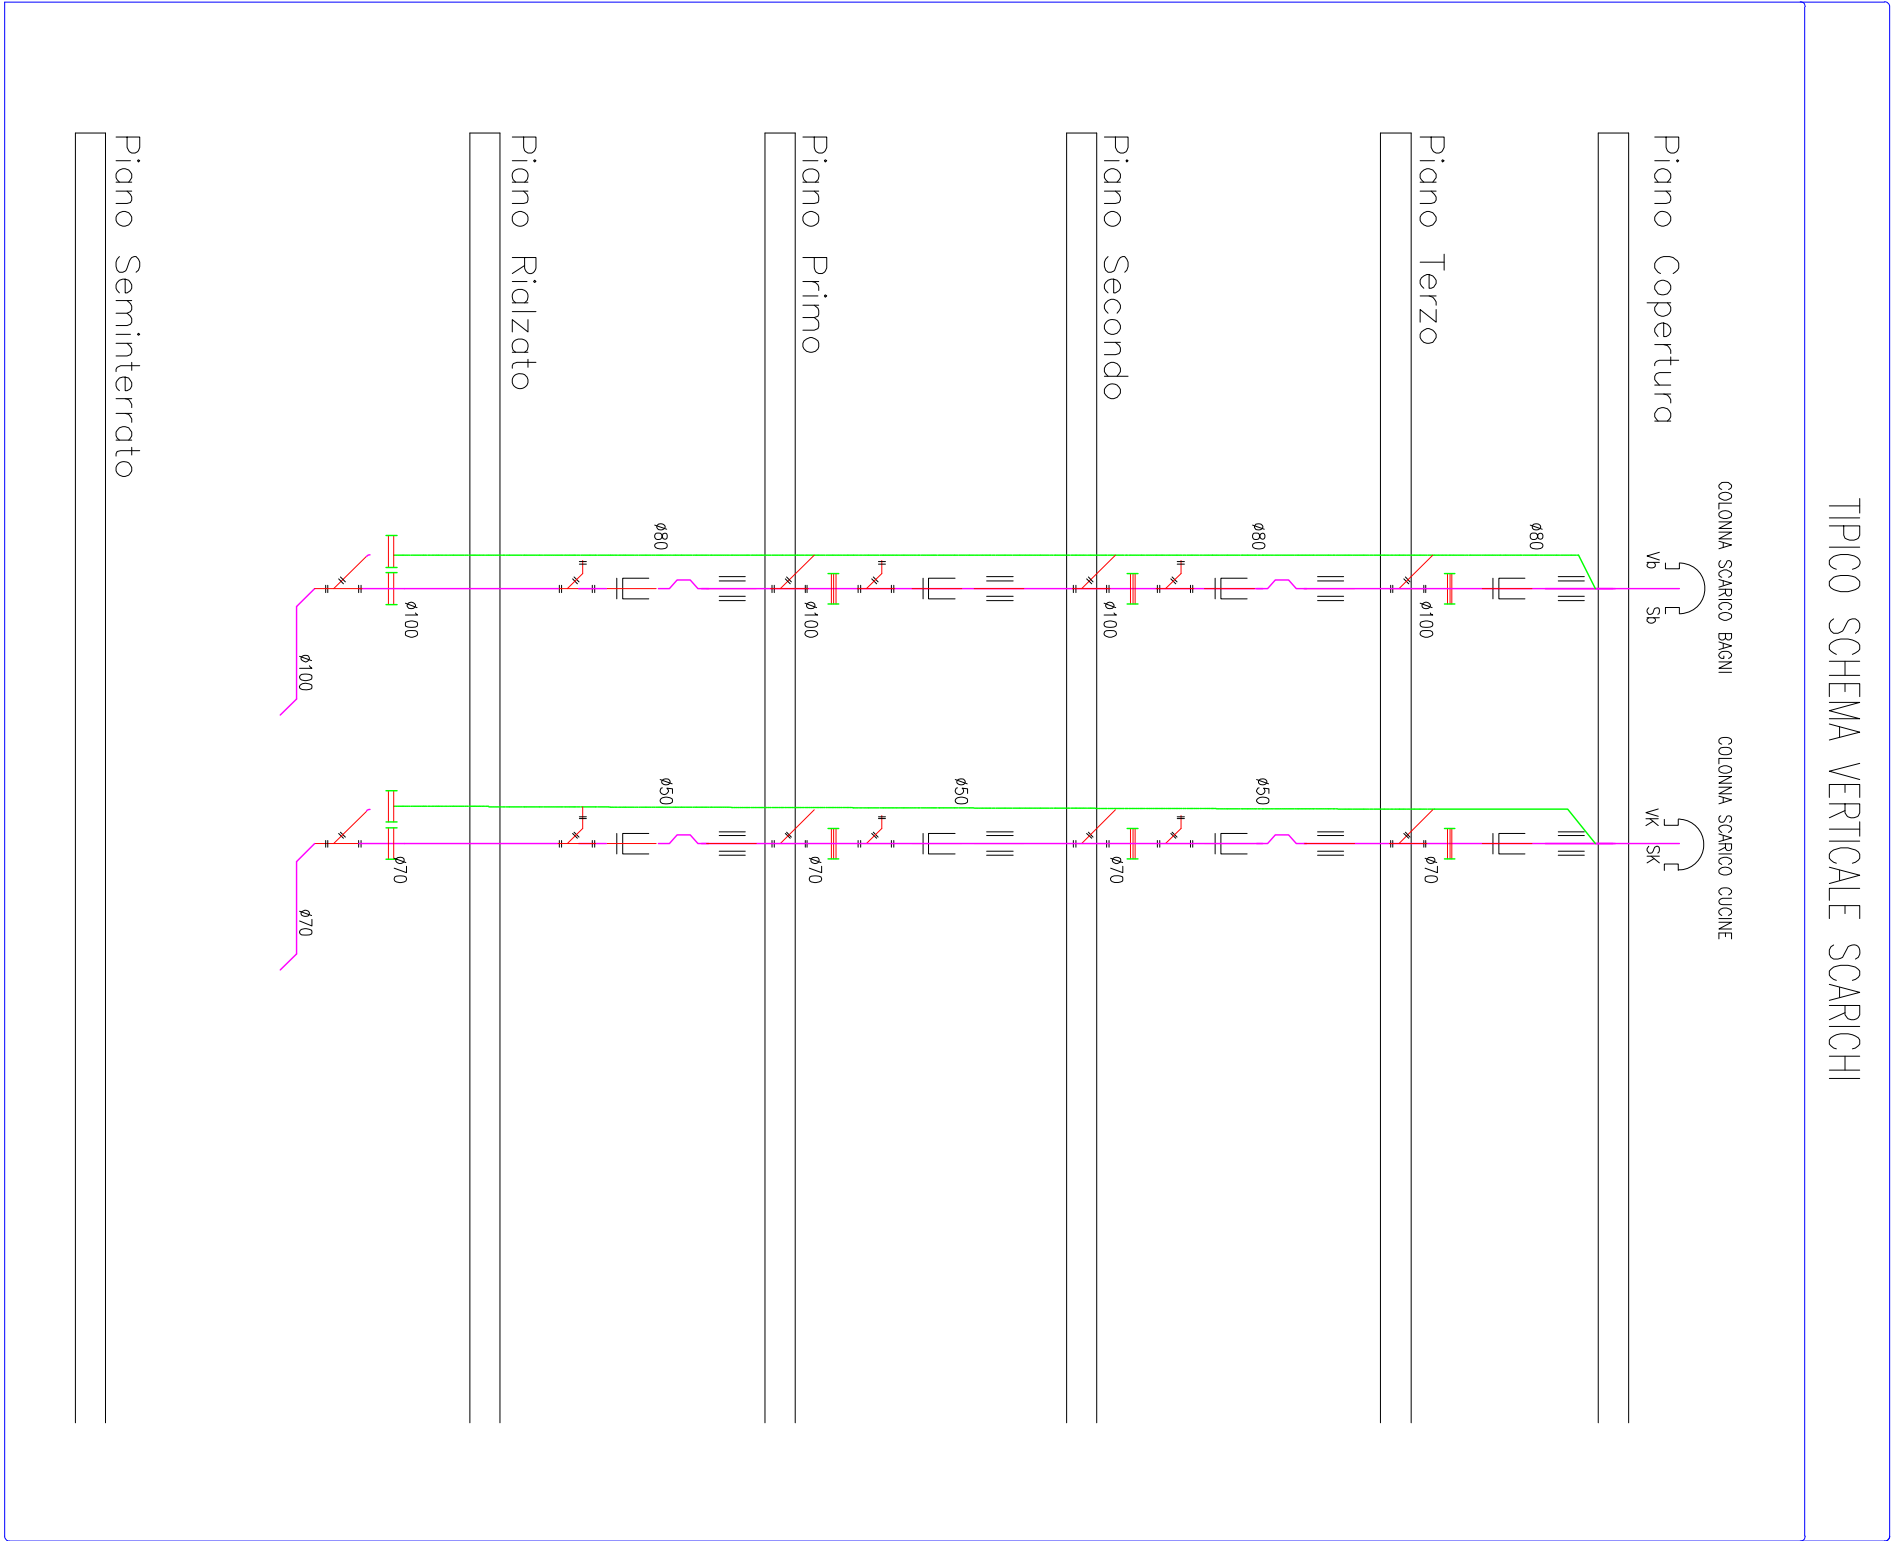 TIPICO SCHEMA VERTICALE SCARICHI
COLONNA SCARICO BAGNI
COLONNA SCARICO CUCINE
Vb Sb
VK SK
Piano Copertura
ø80
Piano Terzo
ø100
ø70
ø80
ø50
Piano Secondo
ø100
ø70
ø50
Piano Primo
ø100
ø70
ø80
ø50
Piano Rialzato
ø100
ø70
ø100
ø70
Piano Seminterrato